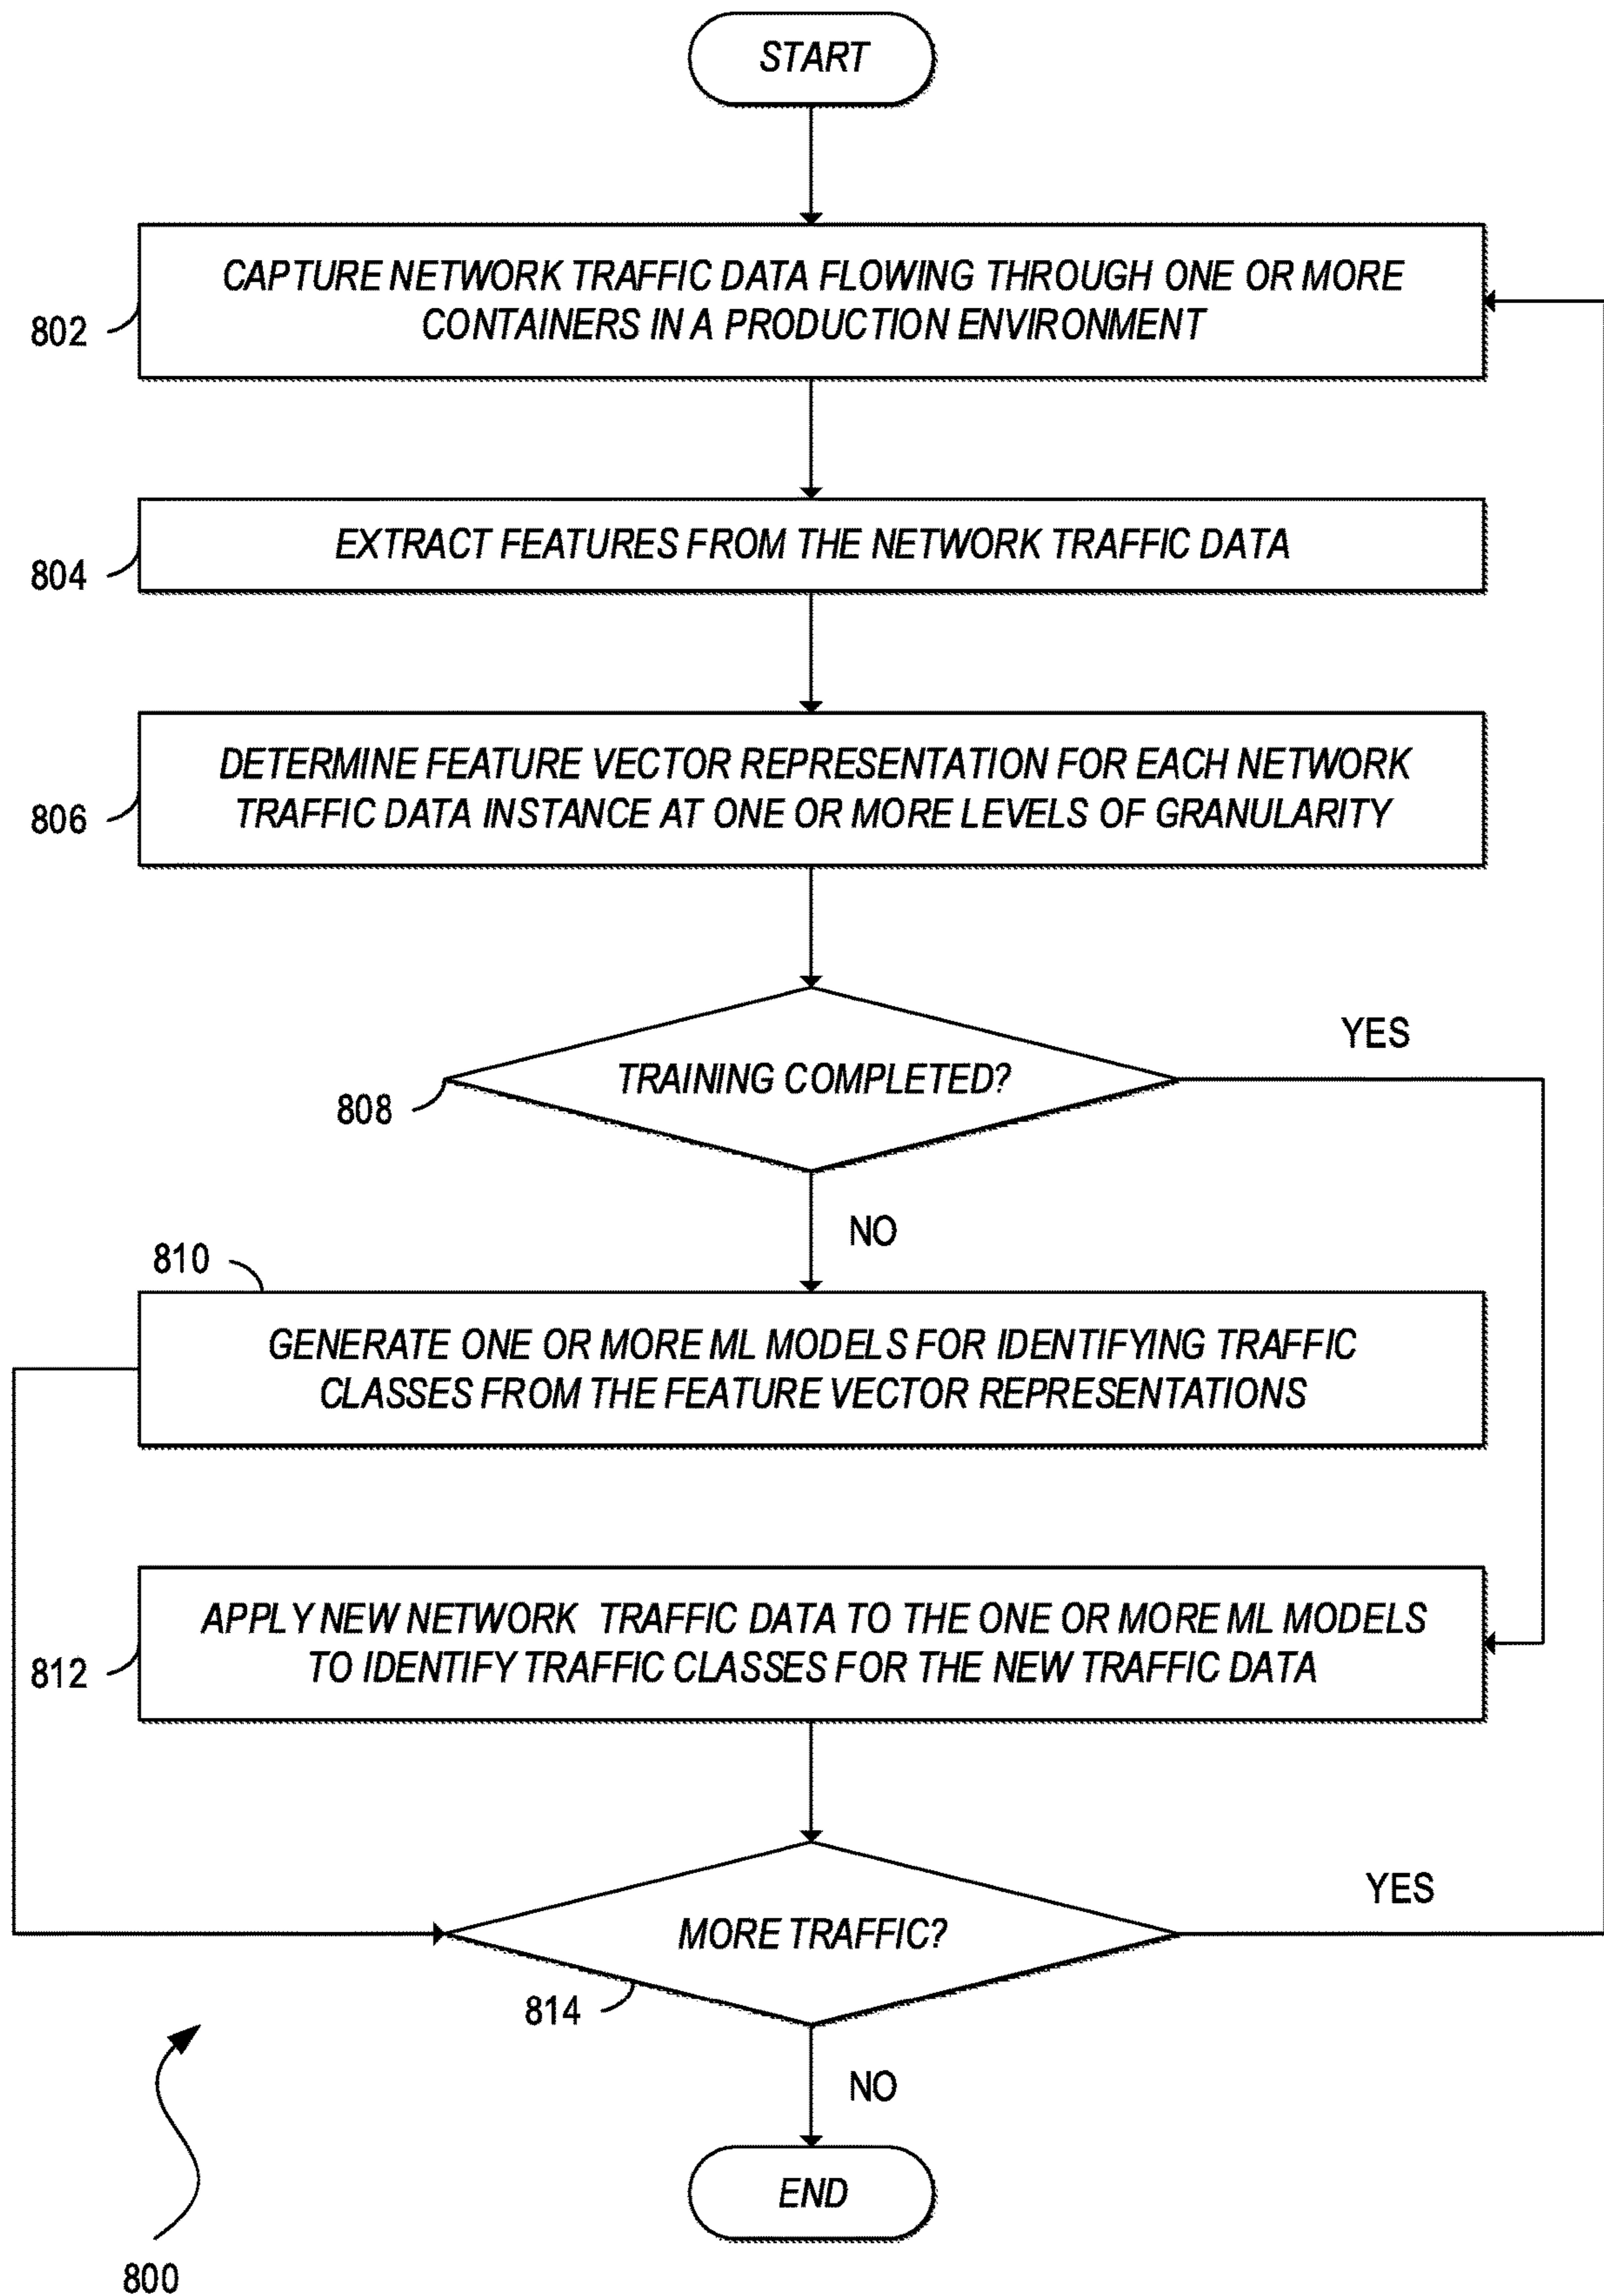 START
CAPTURE NETWORK TRAFFIC DATA FLOWING THROUGH ONE OR MORE
CONTAINERS IN A PRODUCTION ENVIRONMENT
802
EXTRACT FEATURES FROM THE NETWORK TRAFFIC DATA
804
DETERMINE FEATURE VECTOR REPRESENTATION FOR EACH NETWORK
TRAFFIC DATA INSTANCE AT ONE OR MORE LEVELS OF GRANULARITY
806
YES
TRAINING COMPLETED?
808
NO
810
GENERATE ONE OR MORE ML MODELS FOR IDENTIFYING TRAFFIC
CLASSES FROM THE FEATURE VECTOR REPRESENTATIONS
APPLY NEW NETWORK TRAFFIC DATA TO THE ONE OR MORE ML MODELS
TO IDENTIFY TRAFFIC CLASSES FOR THE NEW TRAFFIC DATA
812
YES
MORE TRAFFIC?
814
NO
END
800